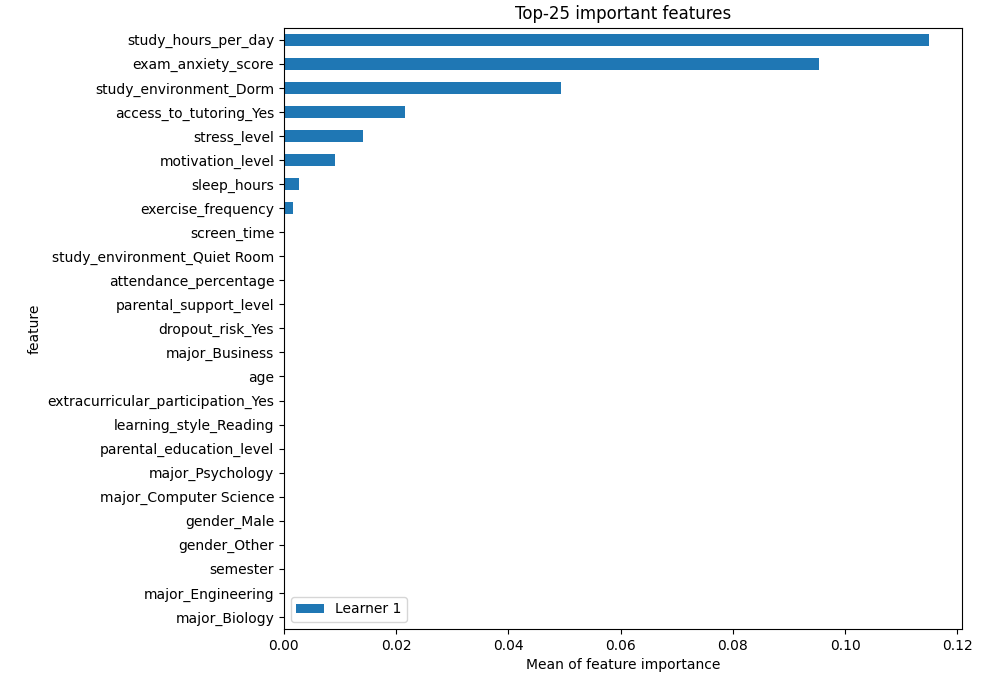 Top-25 important features
study_hours_per_day
exam_anxiety_score
study_environment_Dorm
access_to_tutoring_Yes
stress_level
motivation_level
sleep_hours
exercise_frequency
screen_time
study_environment_Quiet Room
attendance_percentage
parental_support_level
dropout_risk_Yes
major_Business
age
extracurricular_participation_Yes
learning_style_Reading
parental_education_level
major_Psychology
major_Computer Science
gender_Male
gender_Other
semester
major_Engineering
major_Biology
feature
Learner 1
0.00 0.02 0.04 0.06 0.08 0.10 0.12
Mean of feature importance